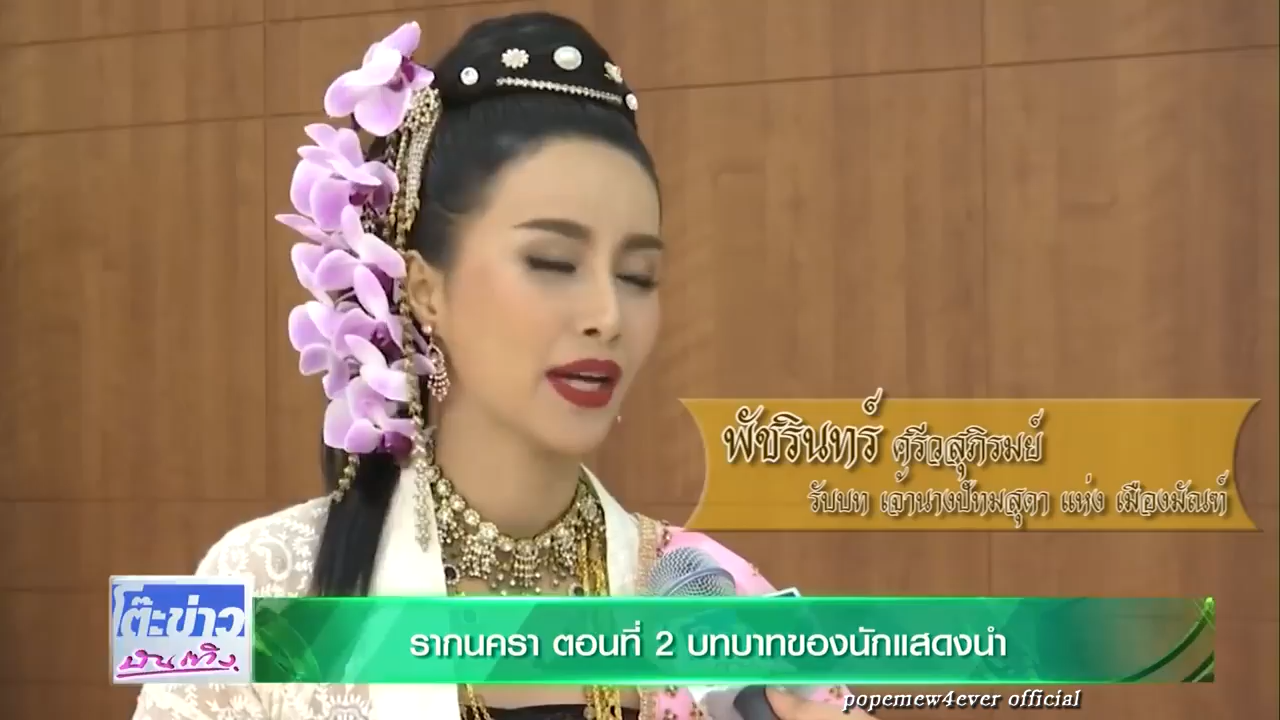 พัชรินทร์ ศรีวสุภิรมย์
รับบท เจ้านางปัทมสุดา แห่ง เมืองมัณฑ์
โต๊ะข่าว
บันเทิง
รากนครา ตอนที่ 2 บทบาทของนักแสดงนำ
popemew4ever official